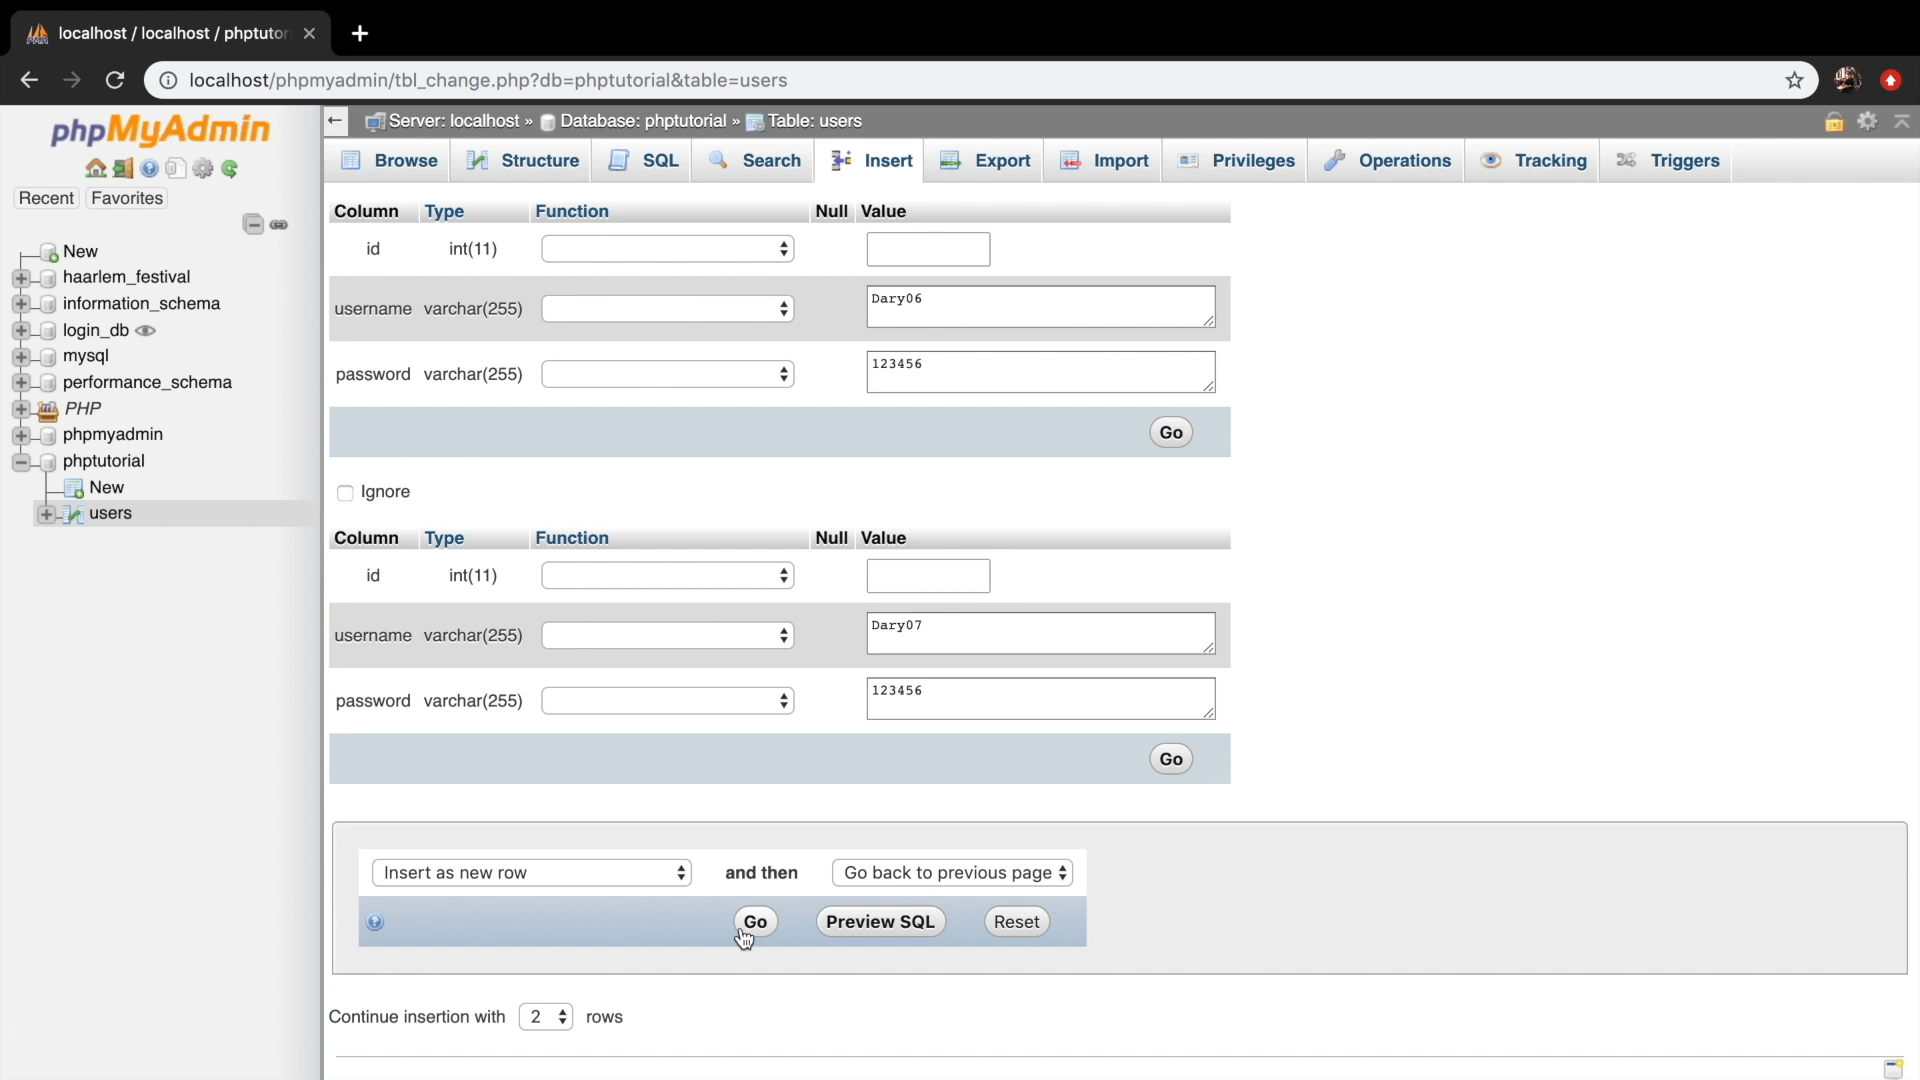 localhost / localhost / phptutor
localhost/phpmyadmin/tbl_change.php?db=phptutorial&table=users
phpMyAdmin
Recent Favorites
New
haarlem_festival
information_schema
login_db
mysql
performance_schema
PHP
phpmyadmin
phptutorial
New
users
Server: localhost » Database: phptutorial » Table: users
Browse Structure SQL Search Insert Export Import Privileges Operations Tracking Triggers
Column Type Function Null Value
id int(11)
username varchar(255) Dary06
password varchar(255) 123456
Go
Ignore
Column Type Function Null Value
id int(11)
username varchar(255) Dary07
password varchar(255) 123456
Go
Insert as new row and then Go back to previous page
Go Preview SQL Reset
Continue insertion with 2 rows